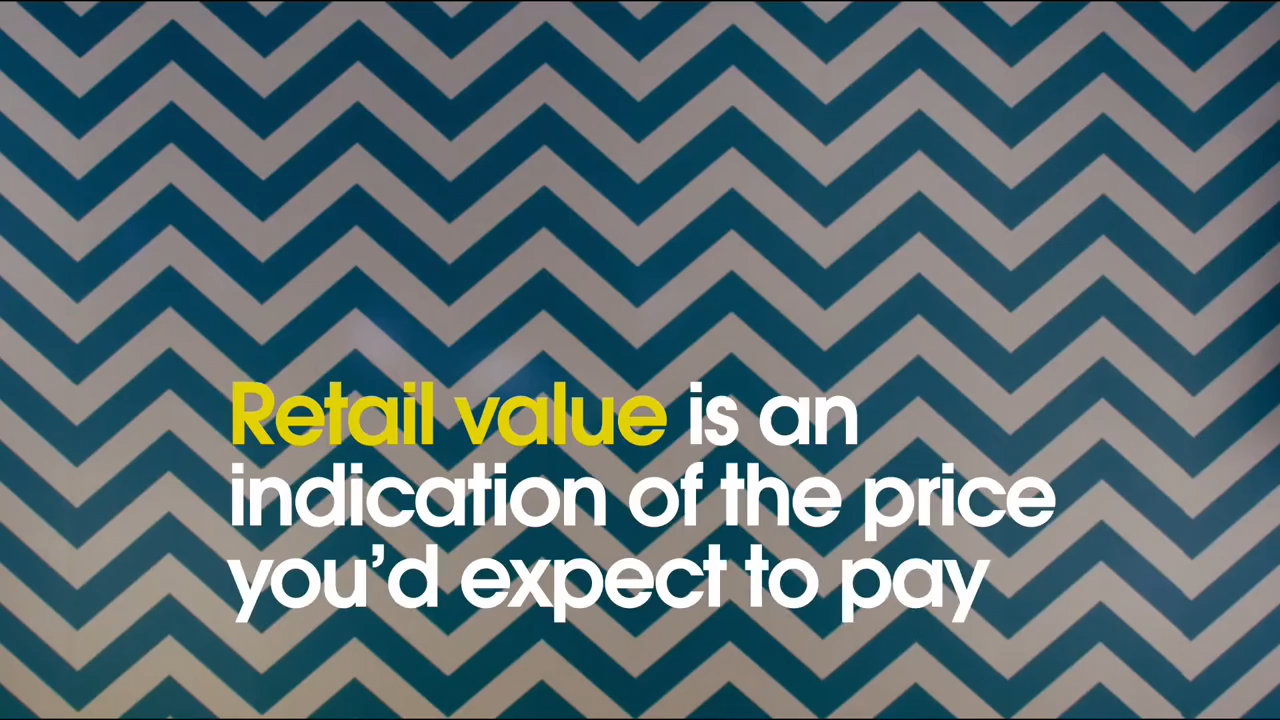 Retail value is an
indication of the price
you'd expect to pay